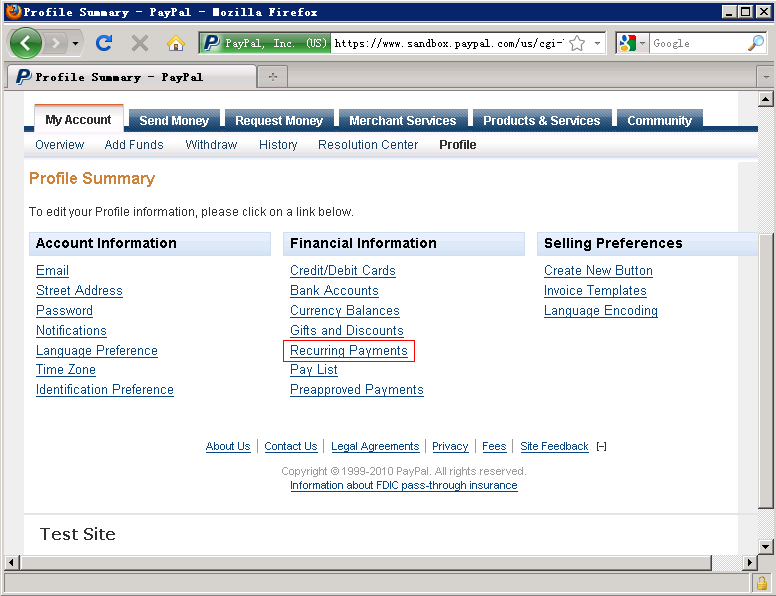 Profile Summary - PayPal - Mozilla Firefox
PayPal, Inc. (US) https://www.sandbox.paypal.com/us/cgi- Google
Profile Summary - PayPal
My Account Send Money Request Money Merchant Services Products & Services Community
Overview Add Funds Withdraw History Resolution Center Profile
Profile Summary
To edit your Profile information, please click on a link below.
Account Information Financial Information Selling Preferences
Email Credit/Debit Cards Create New Button
Street Address Bank Accounts Invoice Templates
Password Currency Balances Language Encoding
Notifications Gifts and Discounts
Language Preference Recurring Payments
Time Zone Pay List
Identification Preference Preapproved Payments
About Us Contact Us Legal Agreements Privacy Fees Site Feedback [–]
Copyright © 1999-2010 PayPal. All rights reserved.
Information about FDIC pass-through insurance
Test Site